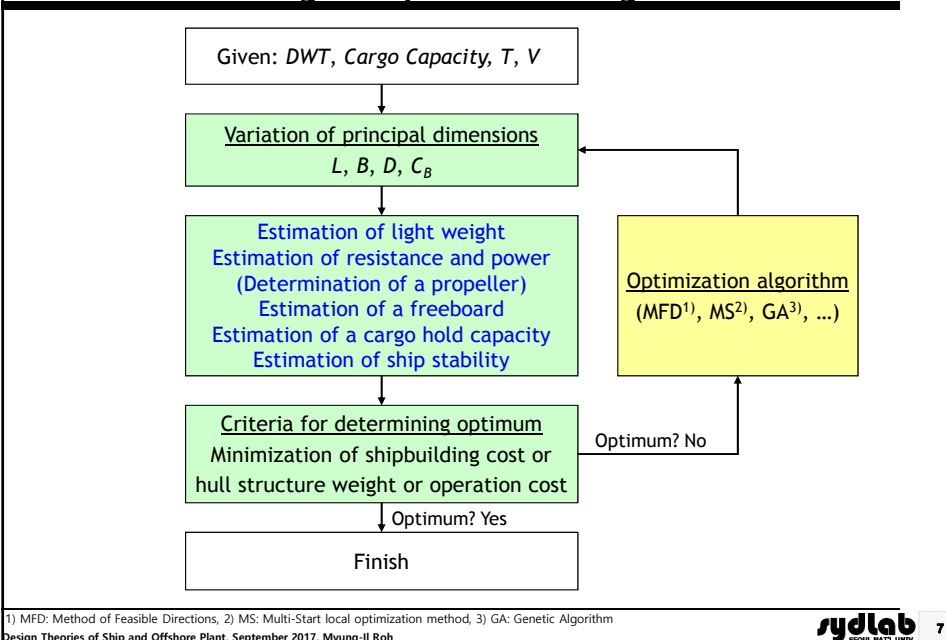 Given: DWT, Cargo Capacity, T, V
Variation of principal dimensions
L, B, D, C_B
Estimation of light weight
Estimation of resistance and power
(Determination of a propeller)
Estimation of a freeboard
Estimation of a cargo hold capacity
Estimation of ship stability
Optimization algorithm
(MFD1), MS2), GA3), …)
Criteria for determining optimum
Minimization of shipbuilding cost or
hull structure weight or operation cost
Optimum? No
Optimum? Yes
Finish
1) MFD: Method of Feasible Directions, 2) MS: Multi-Start local optimization method, 3) GA: Genetic Algorithm
Design Theories of Ship and Offshore Plant, September 2017, Myung-Il Roh
sydlab
SEOUL NAT'L UNIV.
7